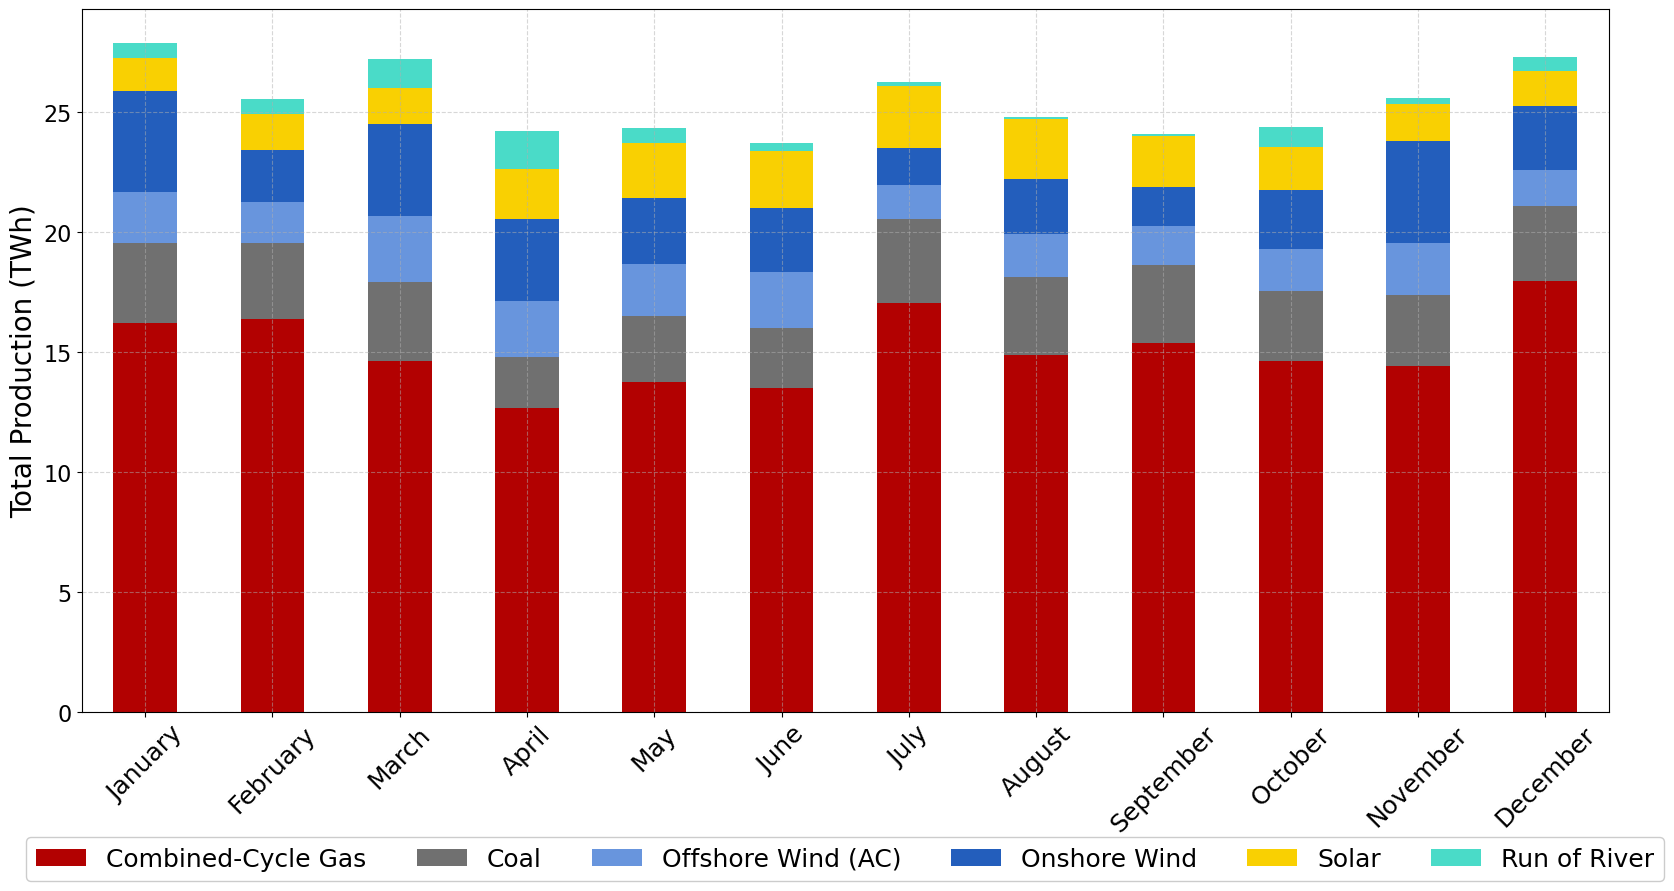 Total Production (TWh)
25
20
15
10
5
0
January February March April May June July August September October November December
Combined-Cycle Gas Coal Offshore Wind (AC) Onshore Wind Solar Run of River